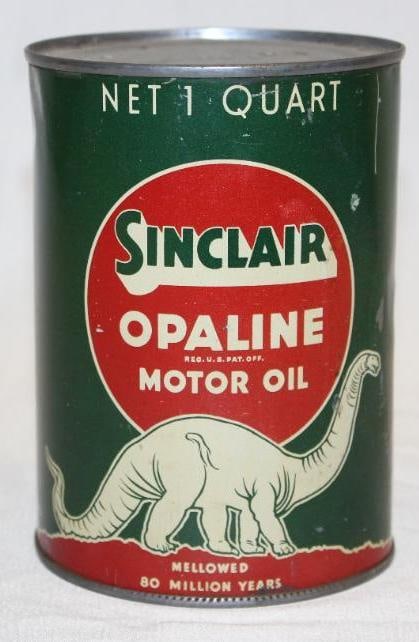 NET 1 QUART
SINCLAIR
OPALINE
REG. U.S. PAT. OFF.
MOTOR OIL
MELLOWED
80 MILLION YEARS